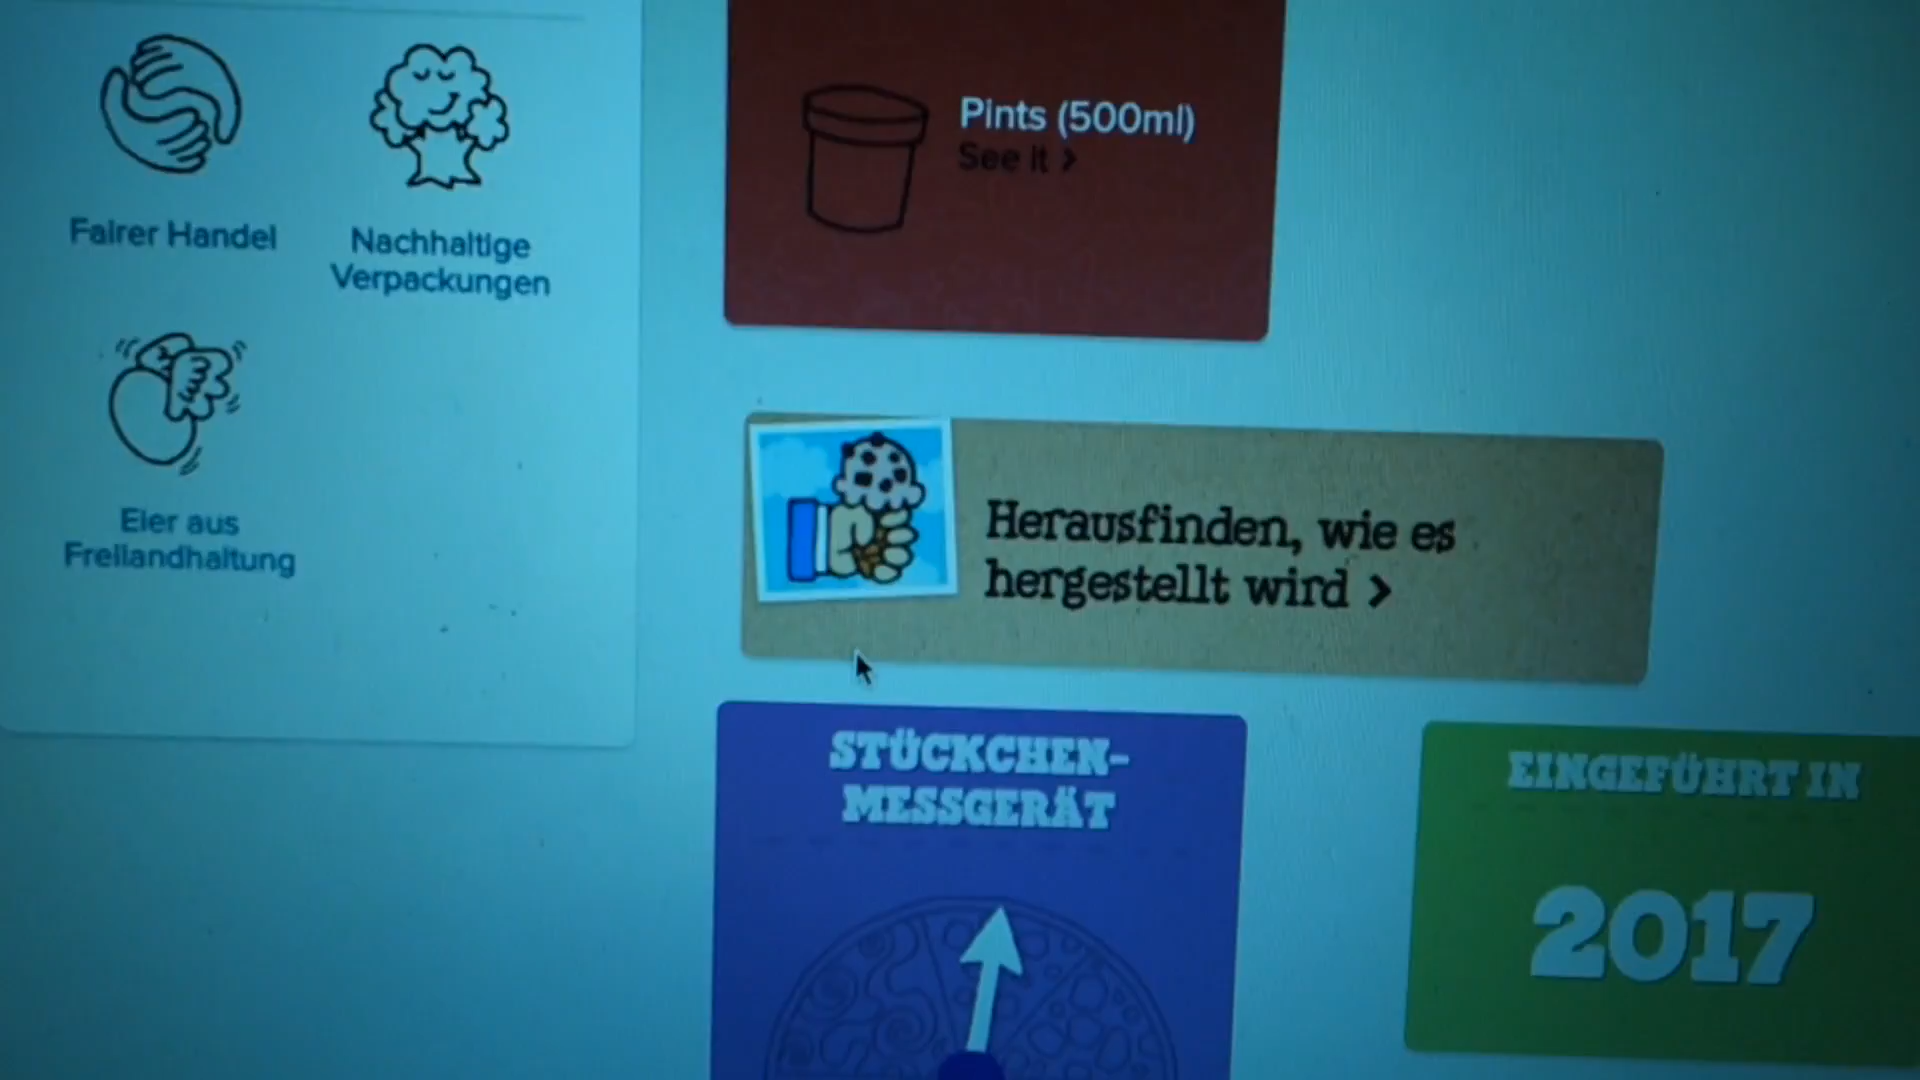 Fairer Handel
Nachhaltige
Verpackungen
Eier aus
Freilandhaltung
Pints (500ml)
See it >
Herausfinden, wie es
hergestellt wird >
STÜCKCHEN-
MESSGERÄT
EINGEFÜHRT IN
2017